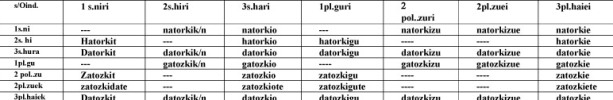 s/Oind. 1 s.niri 2s.hiri 3s.hari 1pl.guri 2 pol..zuri 2pl.zuei 3pl.haiei
1s.ni --- natorkik/n natorkio --- natorkizu natorkizue natorkie
2s. hi Hatorkit --- hatorkio hatorkigu ---- ---- hatorkie
3s.hura Datorkit datorkik/n datorkio datorkigu datorkizu datorkizue datorkie
1pl.gu --- gatozkik/n gatozkio ---- gatozkizu gatozkizue gatozkie
2 pol..zu Zatozkit --- zatozkio zatozkigu ---- ---- zatozkie
2pl.zuek zatozkidate --- zatozkiote zatozkigute ---- ---- zatozkiete
3pl.haiek Datozkit datozkik/n datozkio datozkigu datozkizu datozkizue datozkie